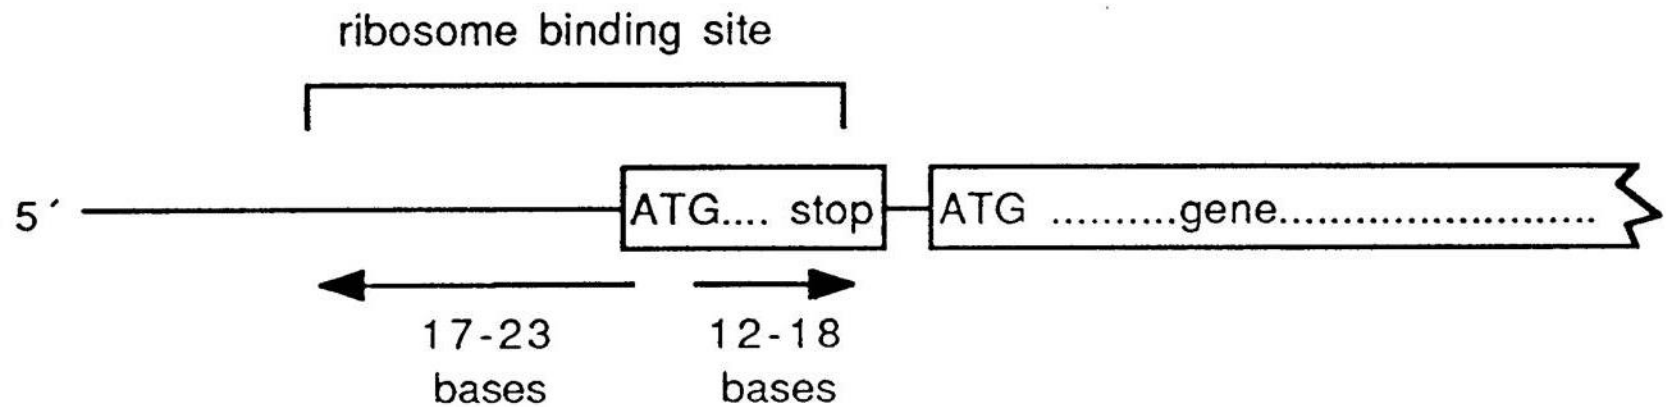 ribosome binding site
5´ ATG.... stop ATG ..........gene...........................
17-23 12-18
bases bases